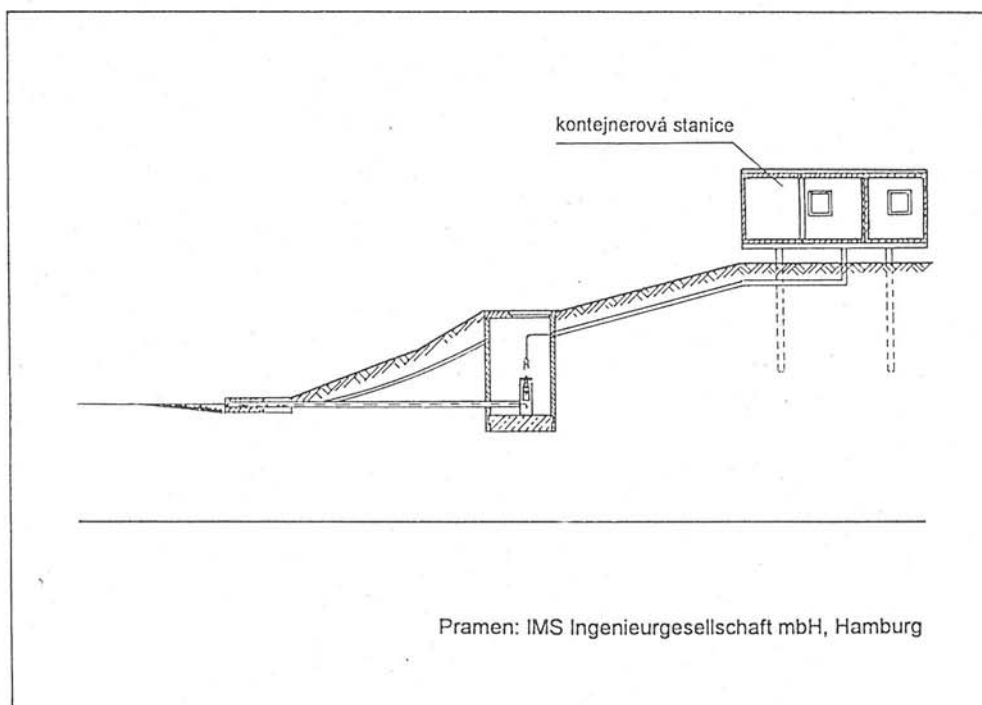 kontejnerová stanice
Pramen: IMS Ingenieurgesellschaft mbH, Hamburg